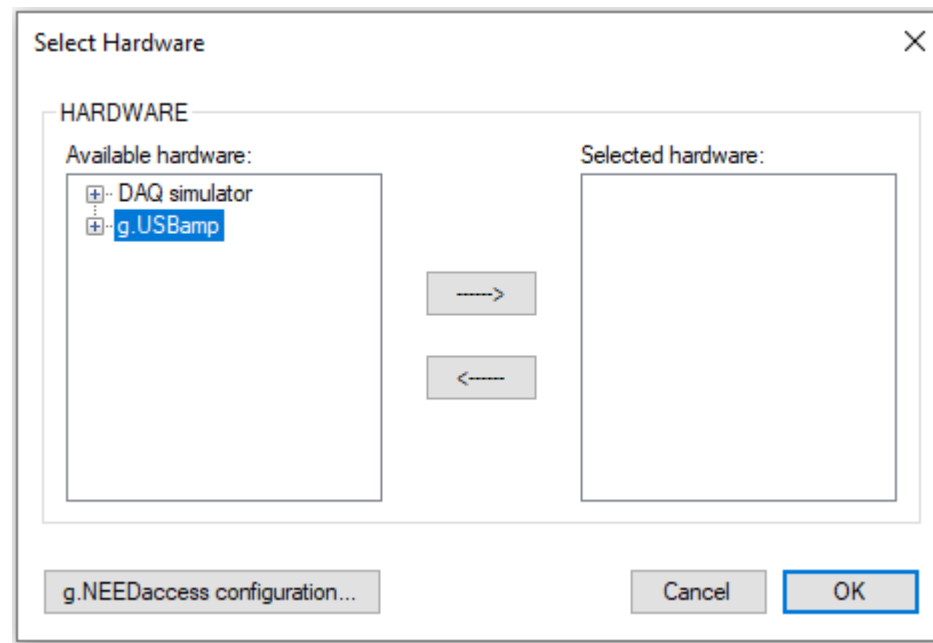 Select Hardware
HARDWARE
Available hardware:
Selected hardware:
DAQ simulator
g.USBamp
------>
<------
g.NEEDaccess configuration...
Cancel
OK